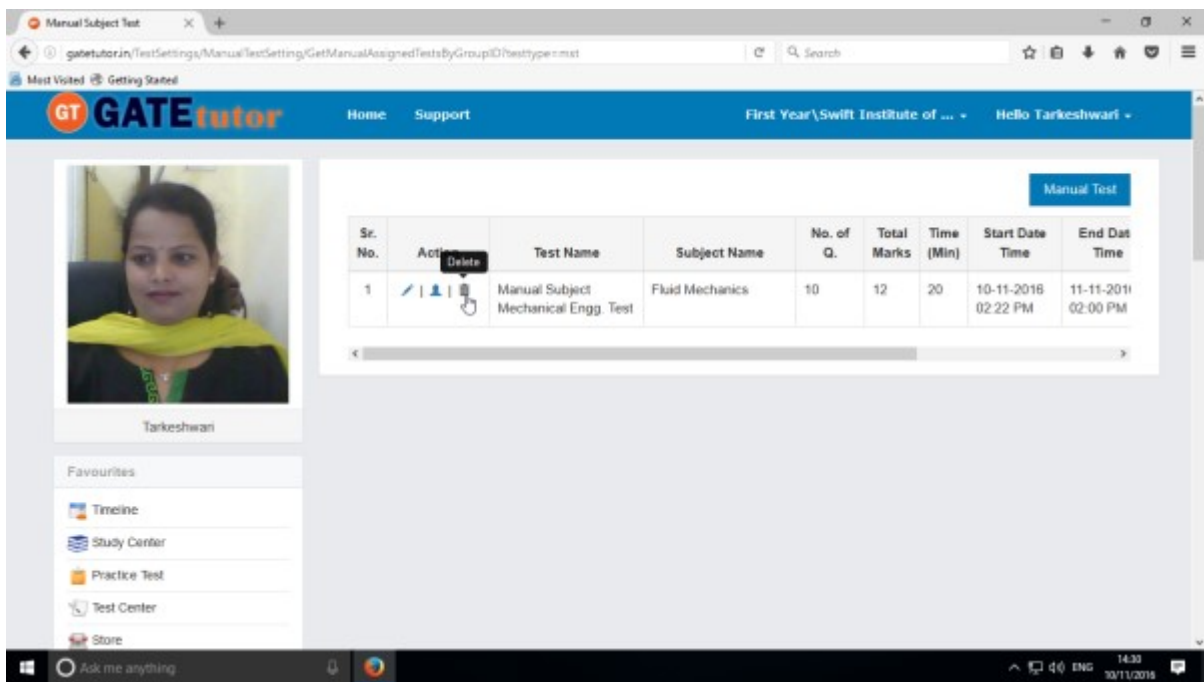 Manual Subject Test
gatetutor.in/TestSettings/ManualTestSetting/GetManualAssignedTestsByGroupID?testtype=mst
Search
Most Visited Getting Started
GT GATEtutor Home Support First Year\Swift Institute of ... Hello Tarkeshwari
Manual Test
Sr. No. Action Test Name Subject Name No. of Q. Total Marks Time (Min) Start Date Time End Dat Time
Delete
1 | | Manual Subject Mechanical Engg. Test Fluid Mechanics 10 12 20 10-11-2016 02:22 PM 11-11-201 02:00 PM
Tarkeshwari
Favourites
Timeline
Study Center
Practice Test
Test Center
Store
Ask me anything ENG 14:30
10/11/2016